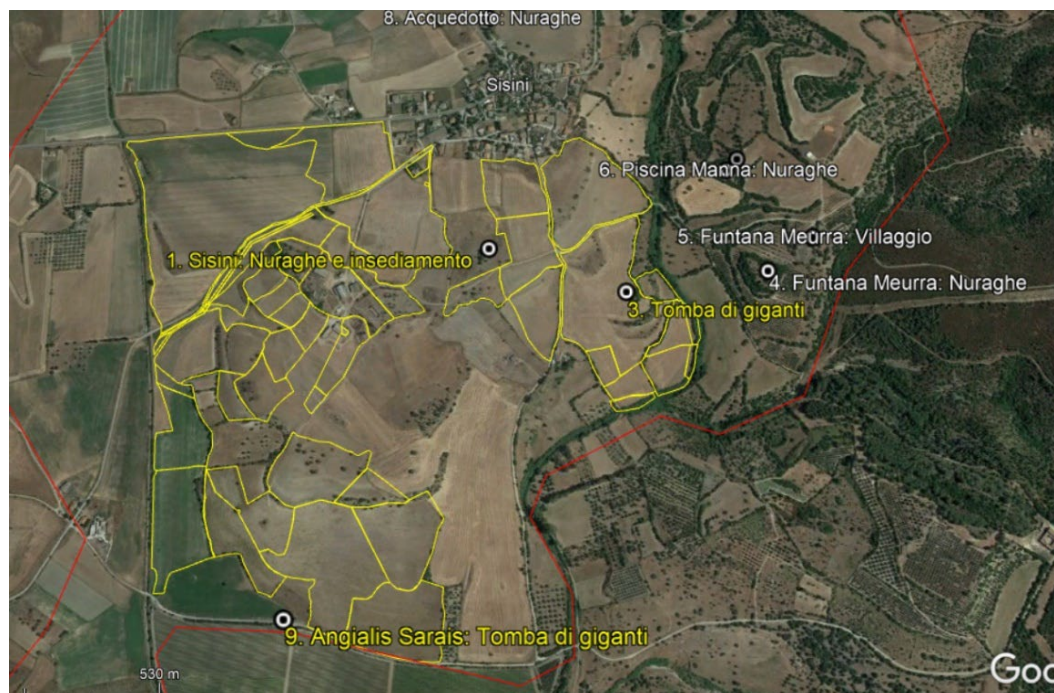 8. Acquedotto: Nuraghe
Sisini
6. Piscina Manna: Nuraghe
5. Funtana Meurra: Villaggio
1. Sisini: Nuraghe e insediamento
4. Funtana Meurra: Nuraghe
3. Tomba di giganti
9. Angialis Sarais: Tomba di giganti
530 m
Goo